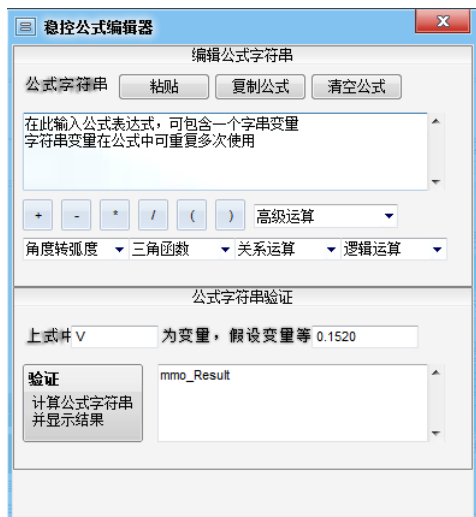 稳控公式编辑器
编辑公式字符串
公式字符串 粘贴 复制公式 清空公式
在此输入公式表达式，可包含一个字串变量
字符串变量在公式中可重复多次使用
+ - * / ( ) 高级运算
角度转弧度 三角函数 关系运算 逻辑运算
公式字符串验证
上式中 V 为变量，假设变量等 0.1520
验证
计算公式字符串
并显示结果
mmo_Result